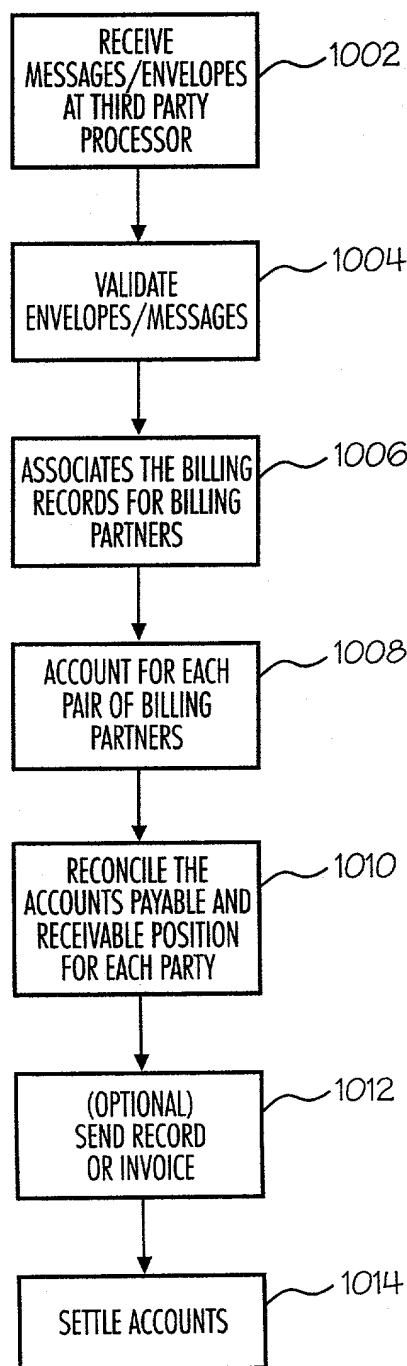 RECEIVE
MESSAGES/ENVELOPES
AT THIRD PARTY
PROCESSOR
1002
VALIDATE
ENVELOPES/MESSAGES
1004
ASSOCIATES THE BILLING
RECORDS FOR BILLING
PARTNERS
1006
ACCOUNT FOR EACH
PAIR OF BILLING
PARTNERS
1008
RECONCILE THE
ACCOUNTS PAYABLE AND
RECEIVABLE POSITION
FOR EACH PARTY
1010
(OPTIONAL)
SEND RECORD
OR INVOICE
1012
SETTLE ACCOUNTS
1014